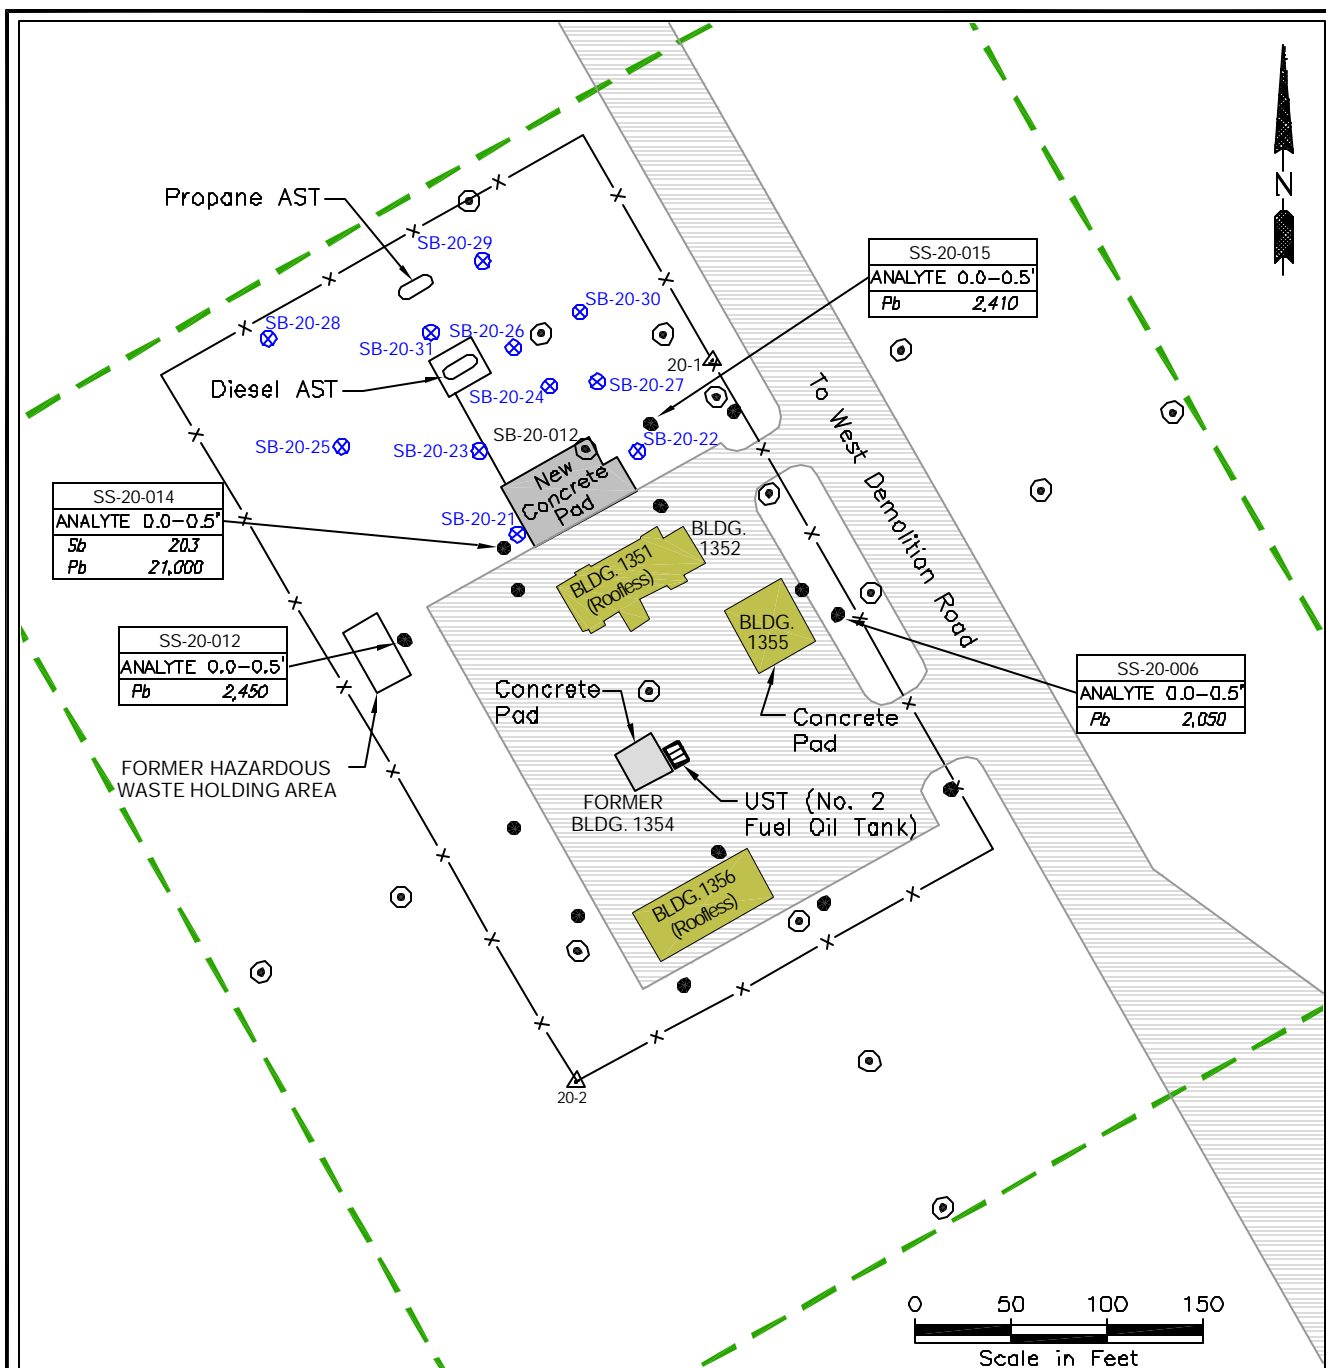 Propane AST
SB-20-29
N
SS-20-015
ANALYTE 0.0-0.5'
Pb 2,410
SB-20-30
SB-20-28
SB-20-26
SB-20-31
20-1
Diesel AST
SB-20-24
SB-20-27
SB-20-012
SB-20-22
SB-20-25
SB-20-23
To West Demolition Road
New
Concrete
Pad
SS-20-014
ANALYTE 0.0-0.5'
Sb 203
Pb 21,000
SB-20-21
BLDG.
1352
BLDG. 1351
(Roofless)
BLDG.
1355
SS-20-012
ANALYTE 0.0-0.5'
Pb 2,450
SS-20-006
ANALYTE 0.0-0.5'
Pb 2,050
Concrete
Pad
Concrete
Pad
FORMER HAZARDOUS
WASTE HOLDING AREA
FORMER
BLDG. 1354
UST (No. 2
Fuel Oil Tank)
BLDG. 1356
(Roofless)
20-2
0 50 100 150
Scale in Feet